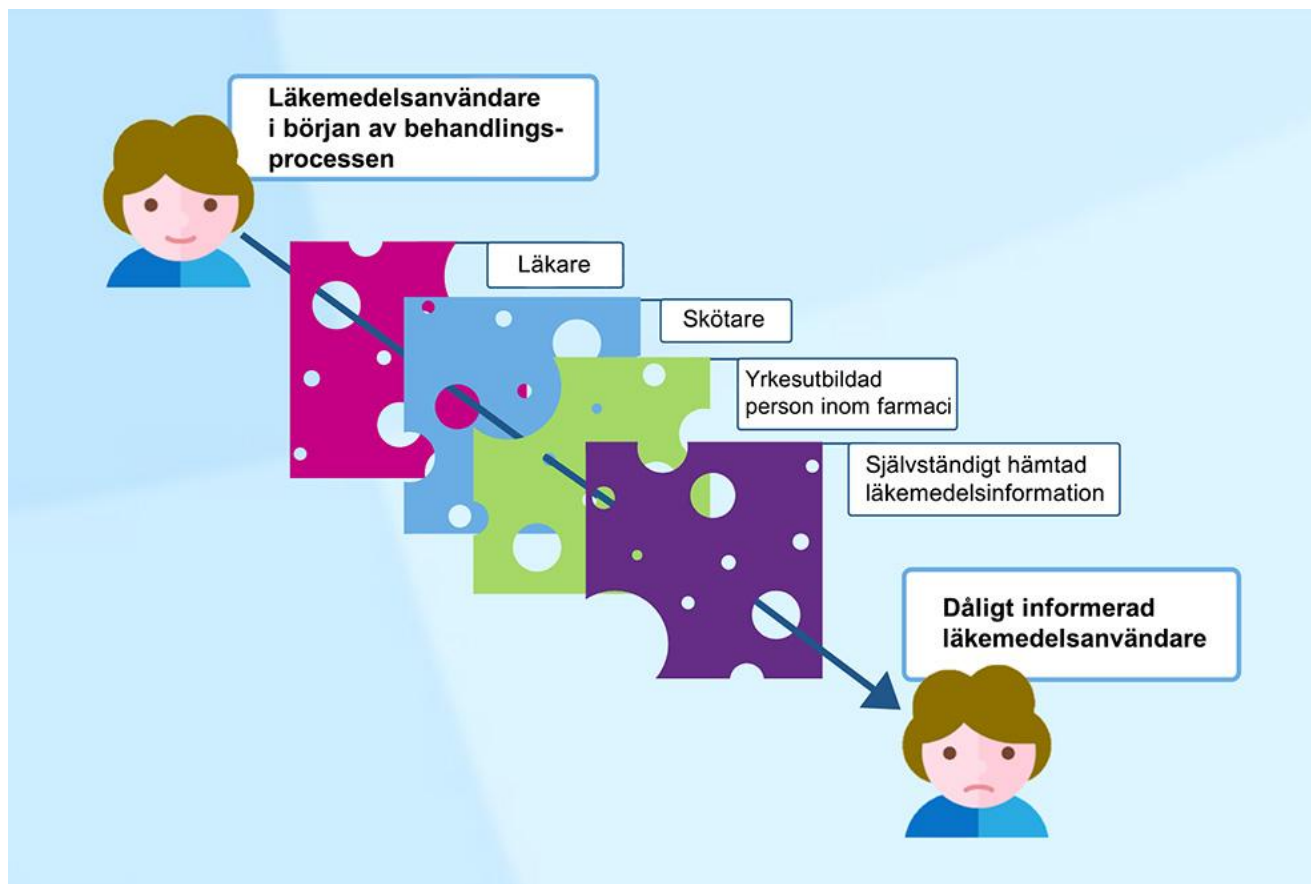 Läkemedelsanvändare
i början av behandlings-
processen
Läkare
Skötare
Yrkesutbildad
person inom farmaci
Självständigt hämtad
läkemedelsinformation
Dåligt informerad
läkemedelsanvändare